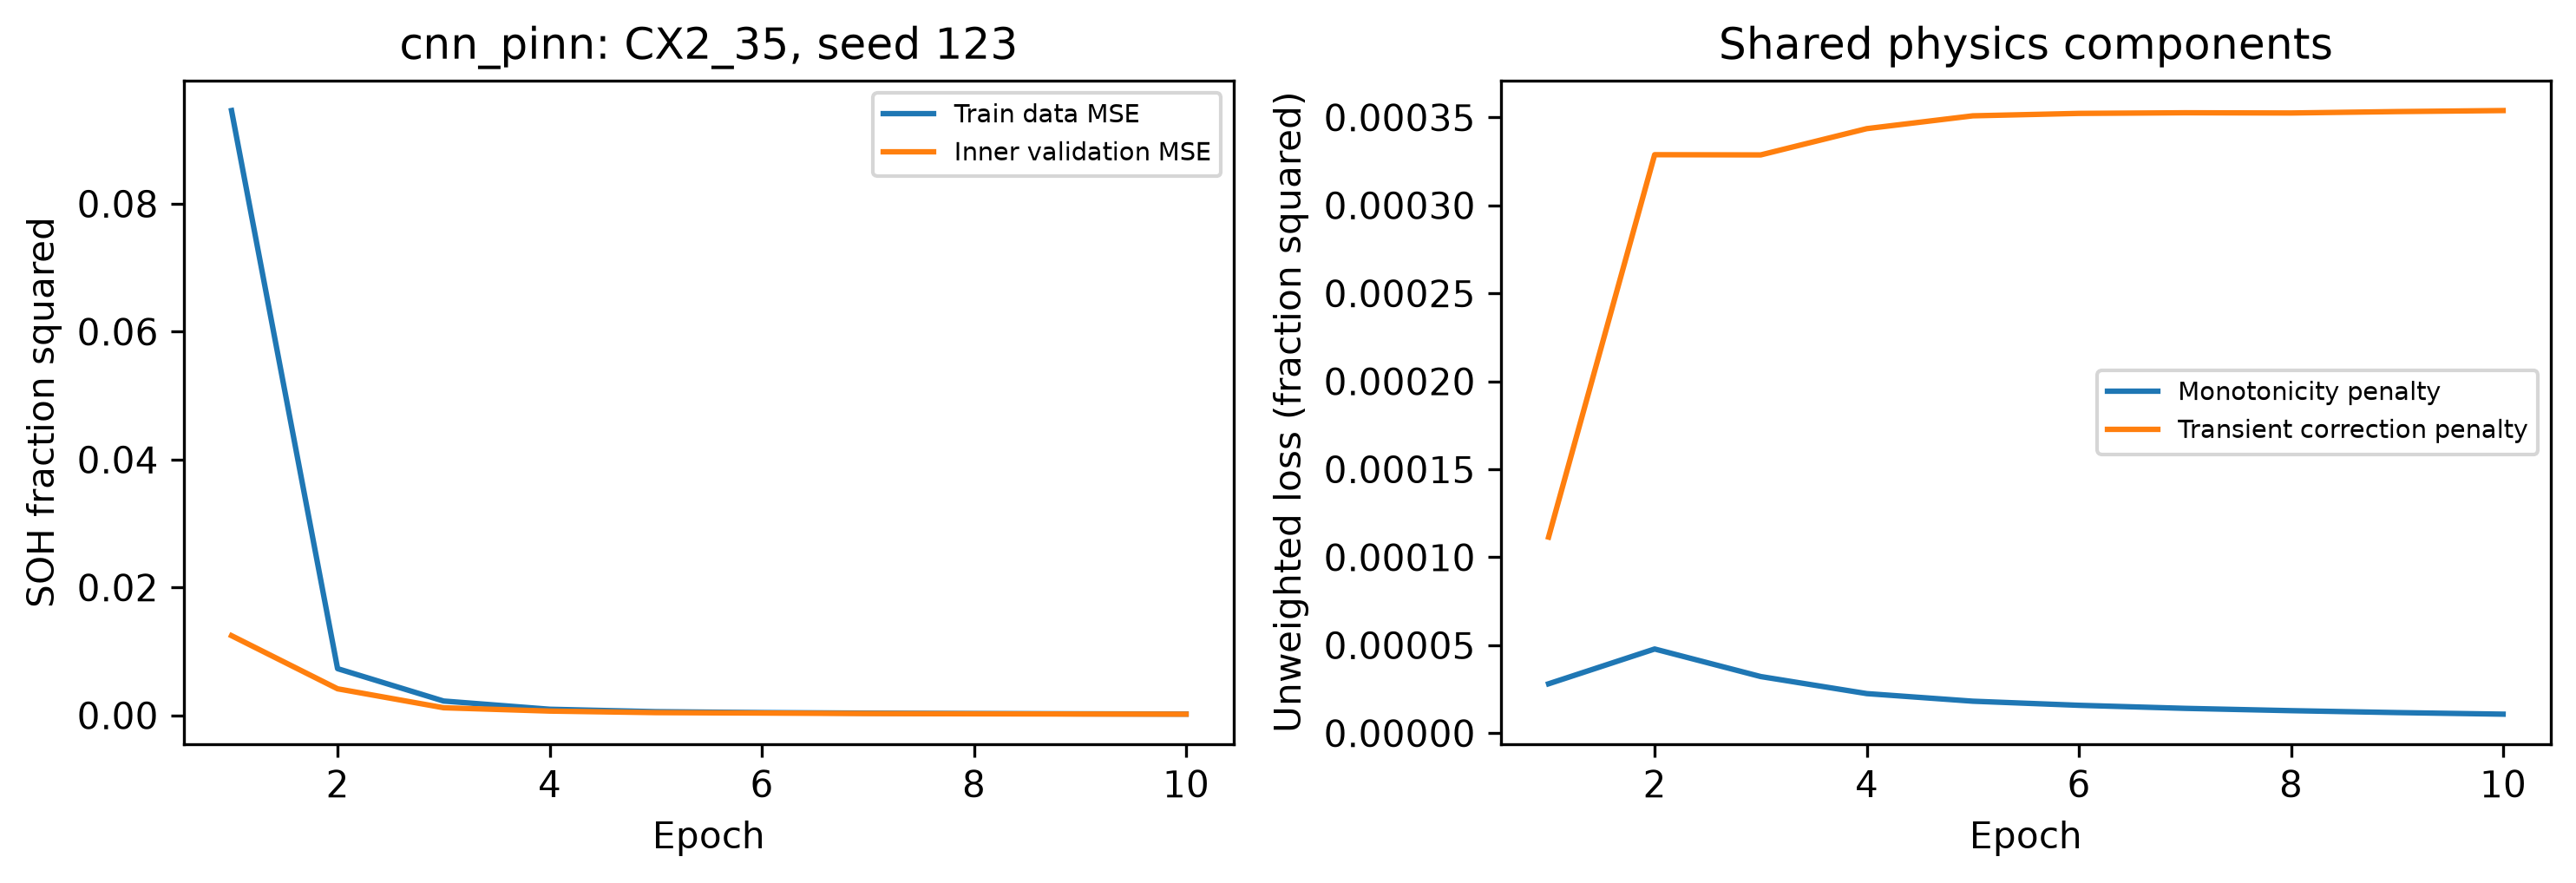 cnn_pinn: CX2_35, seed 123
SOH fraction squared
0.08
0.06
0.04
0.02
0.00
Train data MSE
Inner validation MSE
2 4 6 8 10
Epoch
Shared physics components
Unweighted loss (fraction squared)
0.00035
0.00030
0.00025
0.00020
0.00015
0.00010
0.00005
0.00000
Monotonicity penalty
Transient correction penalty
2 4 6 8 10
Epoch